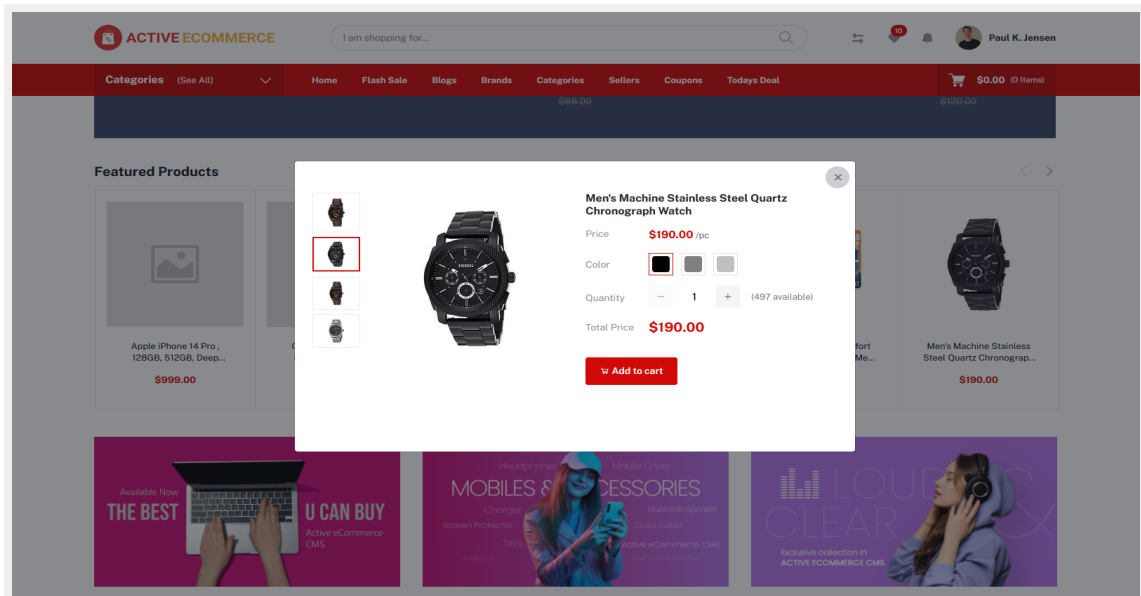 ACTIVE ECOMMERCE
I am shopping for...
10
Paul K. Jensen
Categories (See All)
Home Flash Sale Blogs Brands Categories Sellers Coupons Todays Deal
$0.00 (0 Items)
$68.00
$120.00
Featured Products
Men's Machine Stainless Steel Quartz
Chronograph Watch
Price $190.00 /pc
FOSSIL
Color
Quantity − 1 + (497 available)
Total Price $190.00
Add to cart
Apple iPhone 14 Pro ,
128GB, 512GB, Deep...
$999.00
Men's Machine Stainless
Steel Quartz Chronograp...
$190.00
Available Now
THE BEST
U CAN BUY
Active eCommerce
CMS
Headphones Mobile Cover
MOBILES &
Charger Bluetooth Speaker
Screen Protector Data cable
TWS Active eCommerce CMS
LOUD
CLEAR &
Exclusive collection in
ACTIVE ECOMMERCE CMS